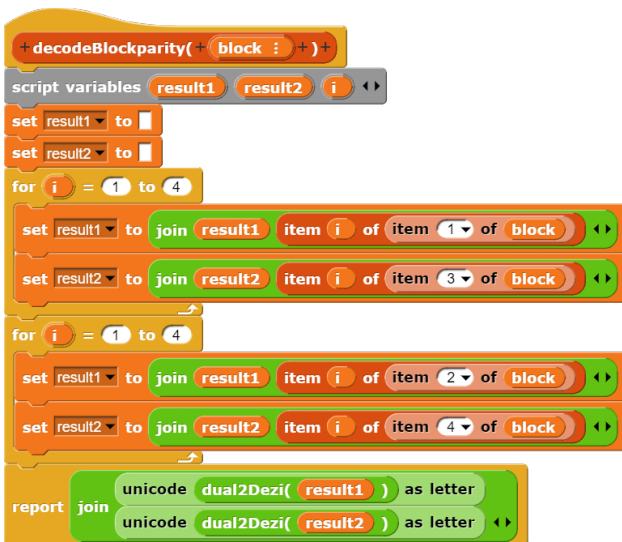 +decodeBlockparity(+ block ⋮ +)+
script variables result1 result2 i
set result1 to
set result2 to
for i = 1 to 4
set result1 to join result1 item i of item 1 of block
set result2 to join result2 item i of item 3 of block
for i = 1 to 4
set result1 to join result1 item i of item 2 of block
set result2 to join result2 item i of item 4 of block
report join
unicode dual2Dezi( result1 ) as letter
unicode dual2Dezi( result2 ) as letter